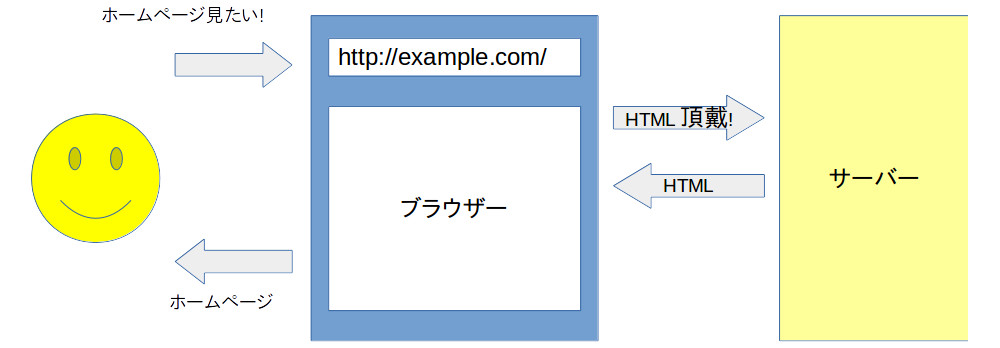 ホームページ見たい!
http://example.com/
HTML 頂戴!
HTML
サーバー
ブラウザー
ホームページ